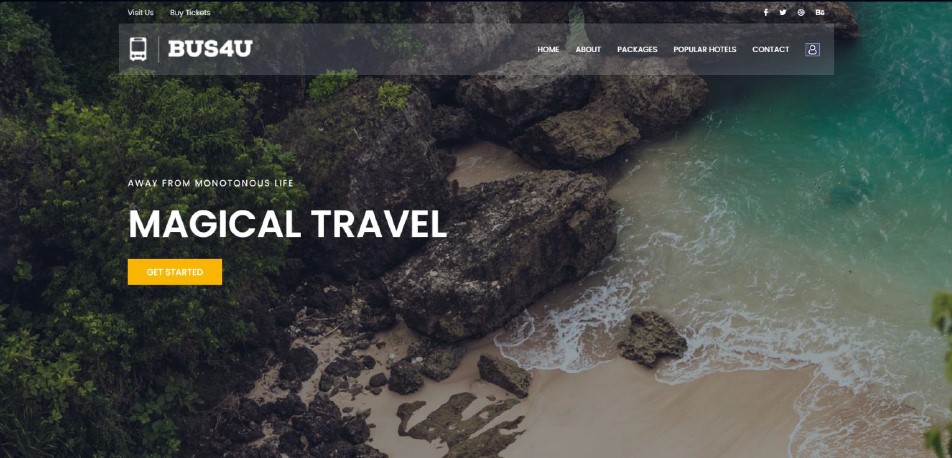 Visit Us Buy Tickets Bē
BUS4U HOME ABOUT PACKAGES POPULAR HOTELS CONTACT
AWAY FROM MONOTONOUS LIFE
MAGICAL TRAVEL
GET STARTED